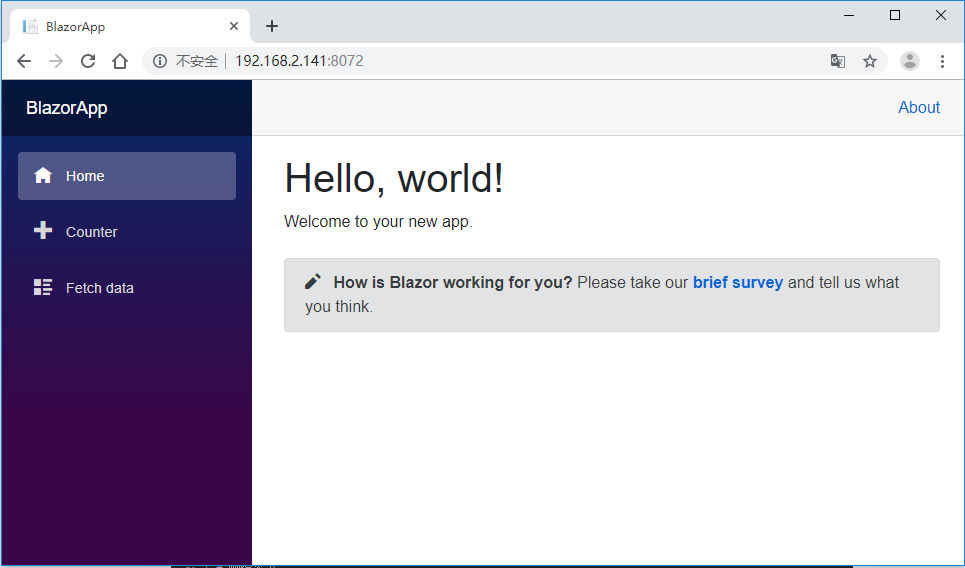 BlazorApp
不安全 192.168.2.141:8072
BlazorApp
About
Home
Counter
Fetch data
Hello, world!
Welcome to your new app.
How is Blazor working for you? Please take our brief survey and tell us what
you think.